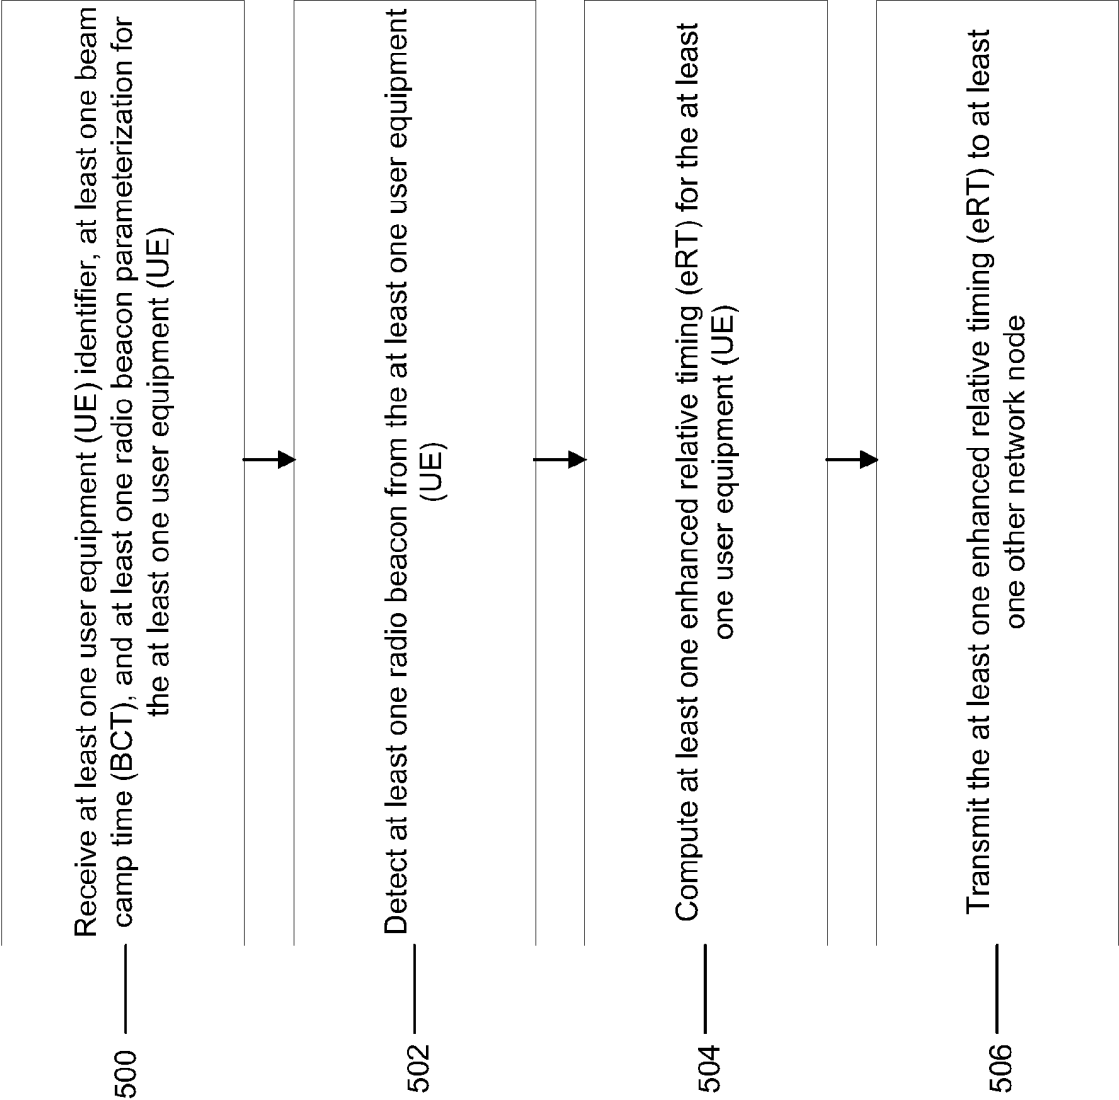 500
Receive at least one user equipment (UE) identifier, at least one beam
camp time (BCT), and at least one radio beacon parameterization for
the at least one user equipment (UE)
502
Detect at least one radio beacon from the at least one user equipment
(UE)
504
Compute at least one enhanced relative timing (eRT) for the at least
one user equipment (UE)
506
Transmit the at least one enhanced relative timing (eRT) to at least
one other network node